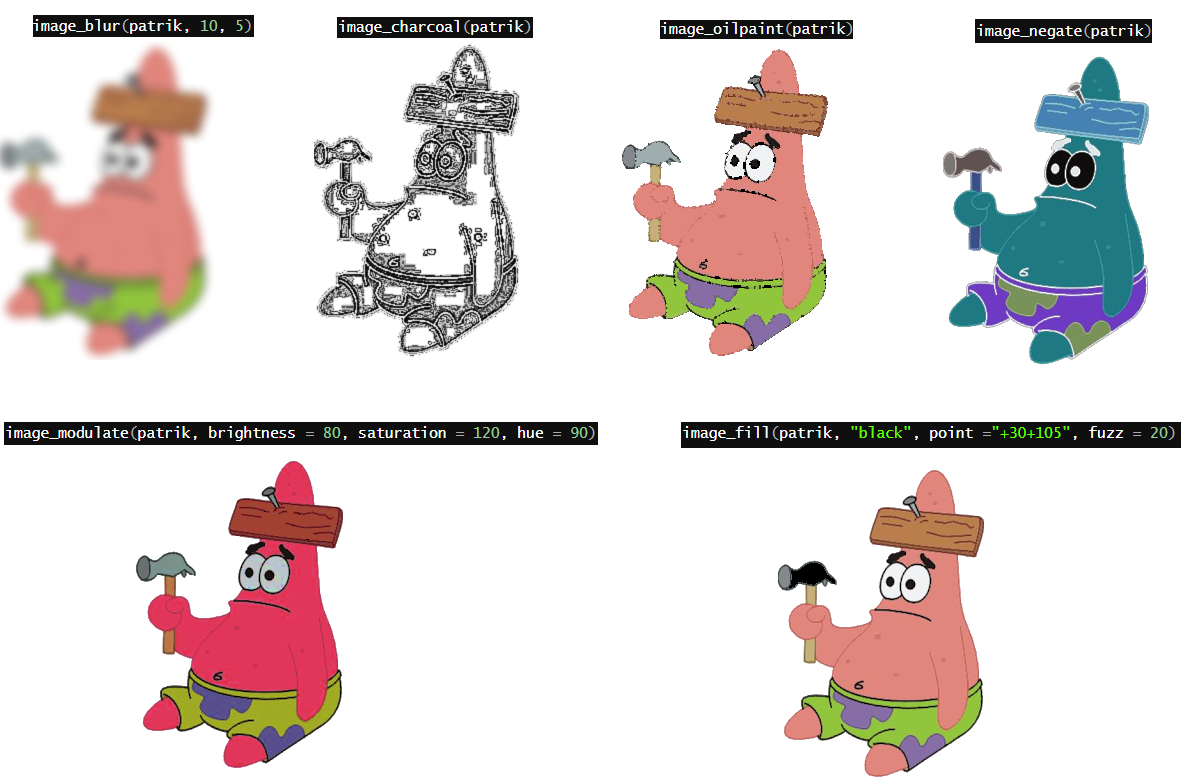 image_blur(patrik, 10, 5)
image_charcoal(patrik)
image_oilpaint(patrik)
image_negate(patrik)
image_modulate(patrik, brightness = 80, saturation = 120, hue = 90)
image_fill(patrik, "black", point ="+30+105", fuzz = 20)